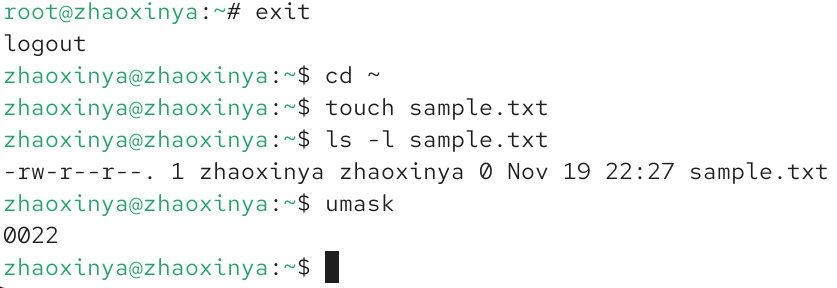 root@zhaoxinya:~# exit
logout
zhaoxinya@zhaoxinya:~$ cd ~
zhaoxinya@zhaoxinya:~$ touch sample.txt
zhaoxinya@zhaoxinya:~$ ls -l sample.txt
-rw-r--r--. 1 zhaoxinya zhaoxinya 0 Nov 19 22:27 sample.txt
zhaoxinya@zhaoxinya:~$ umask
0022
zhaoxinya@zhaoxinya:~$